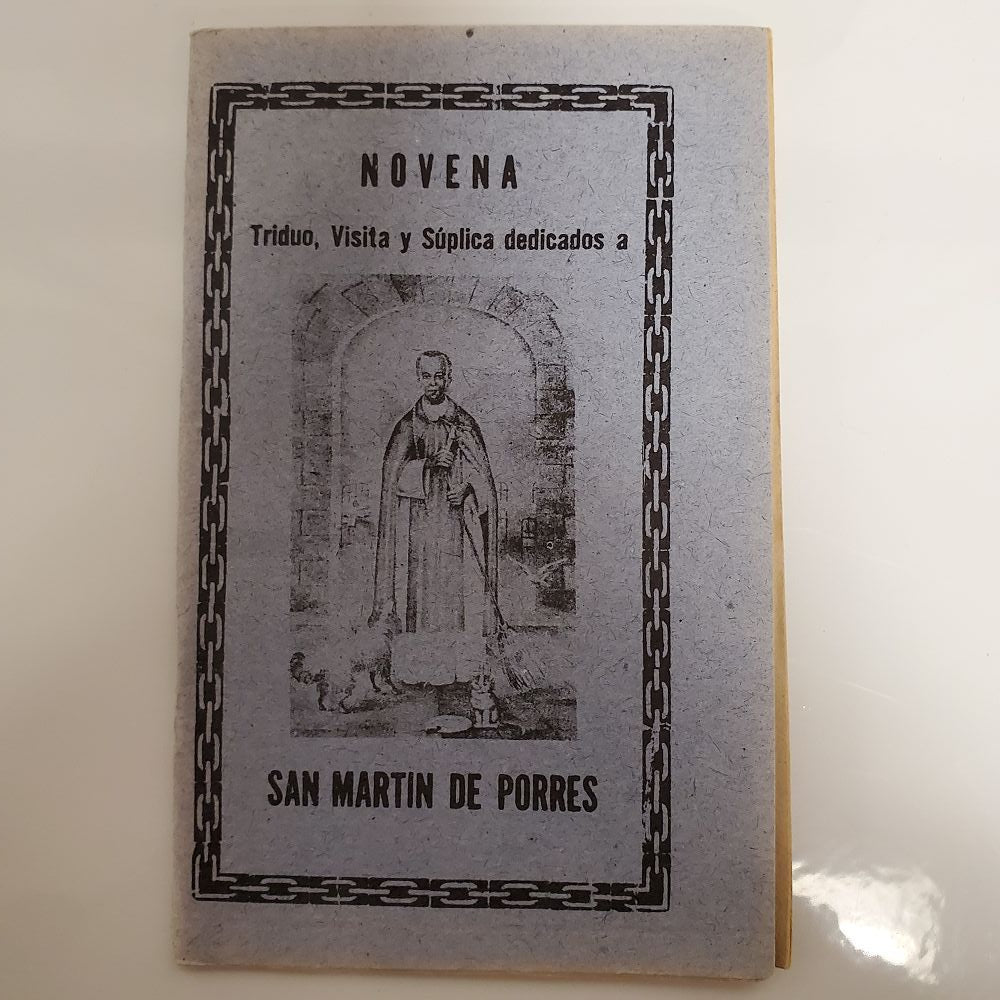 NOVENA
Triduo, Visita y Súplica dedicados a
SAN MARTIN DE PORRES